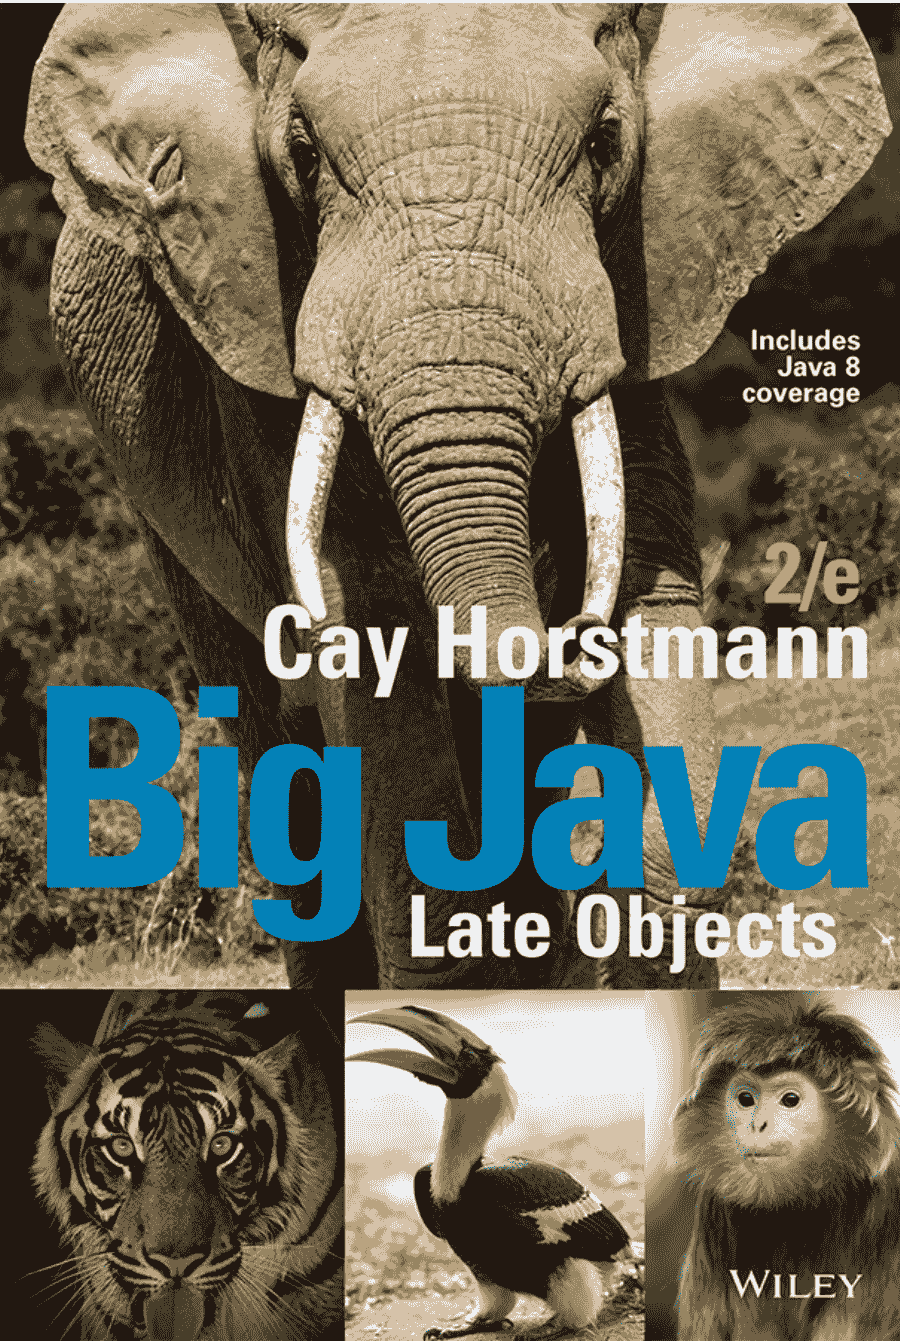 Includes
Java 8
coverage
2/e
Cay Horstmann
Big Java
Late Objects
WILEY